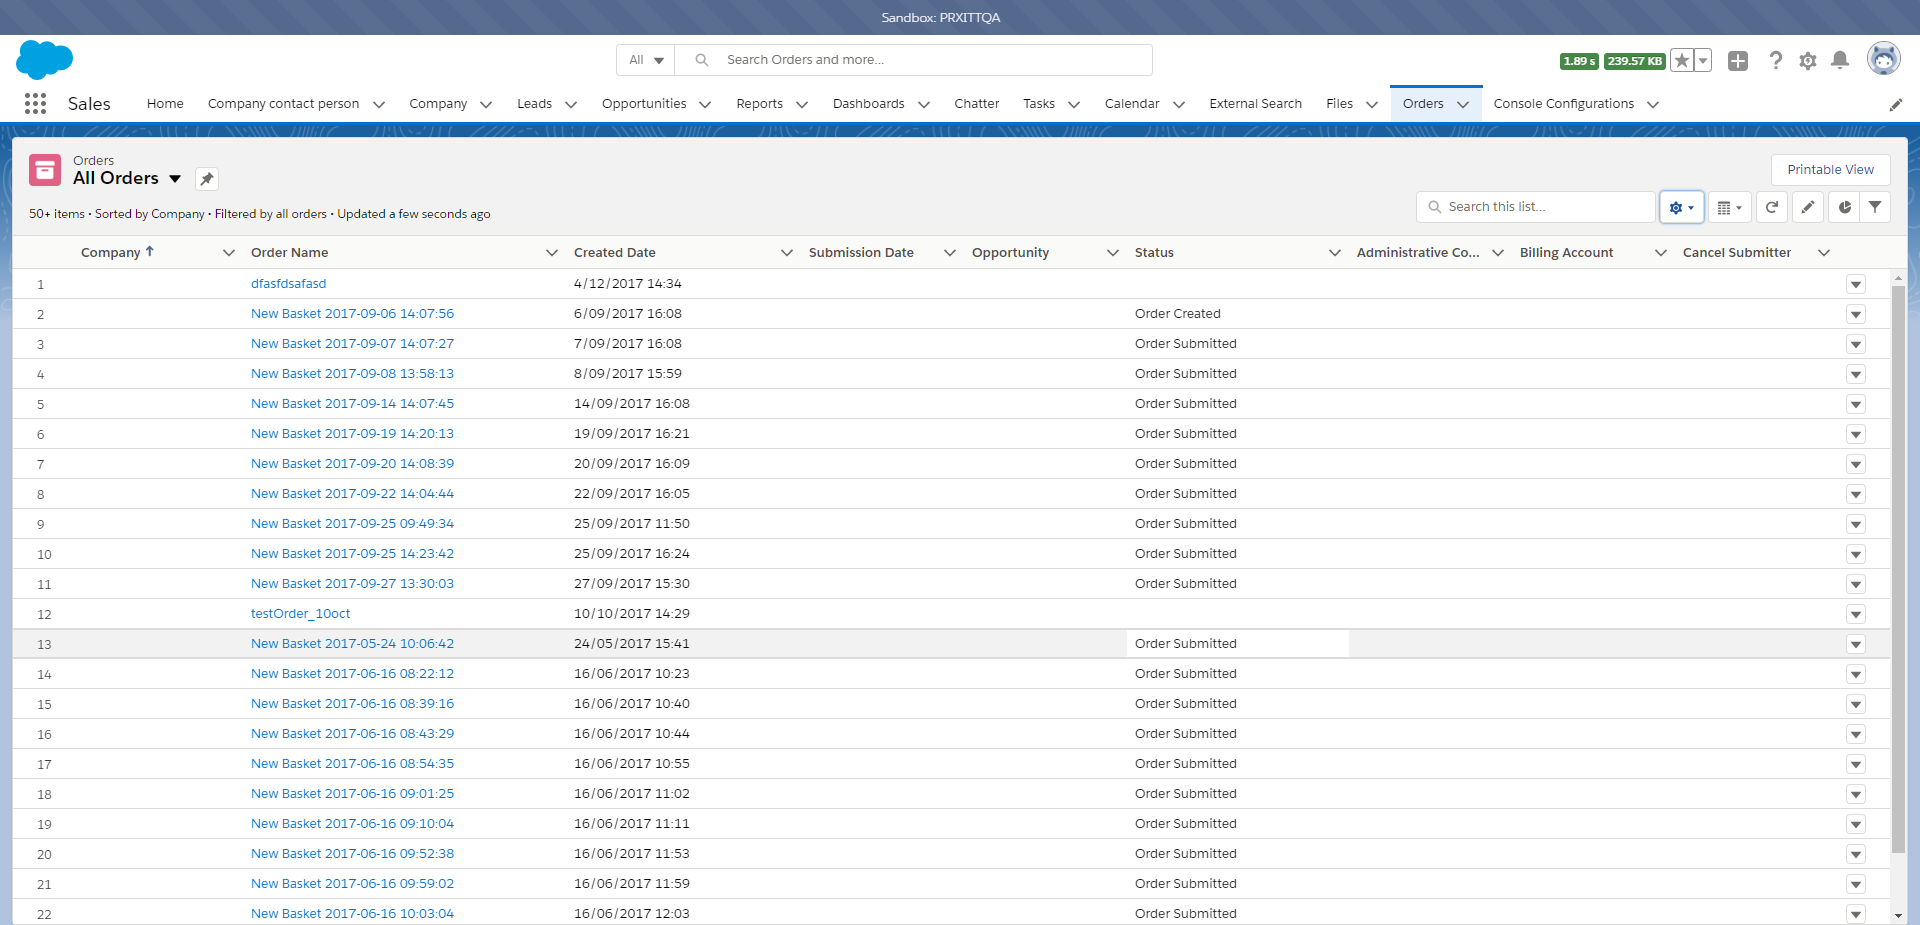 Sandbox: PRXITTQA
All Search Orders and more... 1.89 s 239.57 KB
Sales Home Company contact person Company Leads Opportunities Reports Dashboards Chatter Tasks Calendar External Search Files Orders Console Configurations
Orders
All Orders
Printable View
50+ items • Sorted by Company • Filtered by all orders • Updated a few seconds ago
Search this list...
Company Order Name Created Date Submission Date Opportunity Status Administrative Co... Billing Account Cancel Submitter
1 dfasfdsafasd 4/12/2017 14:34
2 New Basket 2017-09-06 14:07:56 6/09/2017 16:08 Order Created
3 New Basket 2017-09-07 14:07:27 7/09/2017 16:08 Order Submitted
4 New Basket 2017-09-08 13:58:13 8/09/2017 15:59 Order Submitted
5 New Basket 2017-09-14 14:07:45 14/09/2017 16:08 Order Submitted
6 New Basket 2017-09-19 14:20:13 19/09/2017 16:21 Order Submitted
7 New Basket 2017-09-20 14:08:39 20/09/2017 16:09 Order Submitted
8 New Basket 2017-09-22 14:04:44 22/09/2017 16:05 Order Submitted
9 New Basket 2017-09-25 09:49:34 25/09/2017 11:50 Order Submitted
10 New Basket 2017-09-25 14:23:42 25/09/2017 16:24 Order Submitted
11 New Basket 2017-09-27 13:30:03 27/09/2017 15:30 Order Submitted
12 testOrder_10oct 10/10/2017 14:29
13 New Basket 2017-05-24 10:06:42 24/05/2017 15:41 Order Submitted
14 New Basket 2017-06-16 08:22:12 16/06/2017 10:23 Order Submitted
15 New Basket 2017-06-16 08:39:16 16/06/2017 10:40 Order Submitted
16 New Basket 2017-06-16 08:43:29 16/06/2017 10:44 Order Submitted
17 New Basket 2017-06-16 08:54:35 16/06/2017 10:55 Order Submitted
18 New Basket 2017-06-16 09:01:25 16/06/2017 11:02 Order Submitted
19 New Basket 2017-06-16 09:10:04 16/06/2017 11:11 Order Submitted
20 New Basket 2017-06-16 09:52:38 16/06/2017 11:53 Order Submitted
21 New Basket 2017-06-16 09:59:02 16/06/2017 11:59 Order Submitted
22 New Basket 2017-06-16 10:03:04 16/06/2017 12:03 Order Submitted